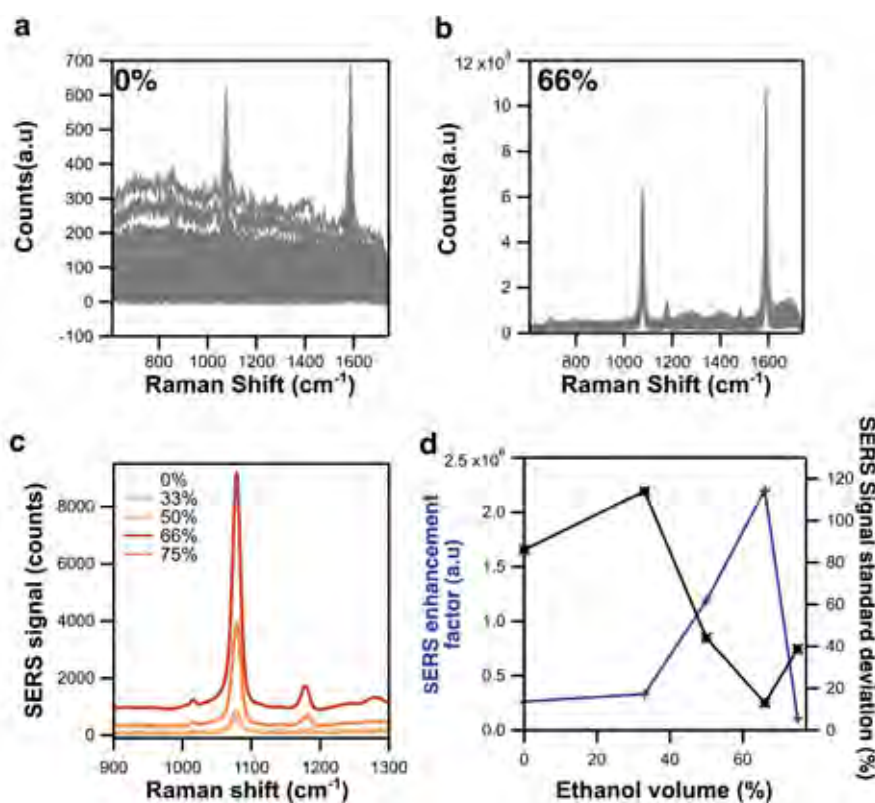 a
0%
700
600
500
400
300
200
100
0
-100
Counts(a.u)
800 1000 1200 1400 1600
Raman Shift (cm-1)
b
66%
12 x10³
10
8
6
4
2
0
Counts(a.u)
800 1000 1200 1400 1600
Raman Shift (cm-1)
c
0%
33%
50%
66%
75%
8000
6000
4000
2000
0
SERS signal (counts)
900 1000 1100 1200 1300
Raman shift (cm-1)
d
2.5 x10⁶
2.0
1.5
1.0
0.5
0.0
SERS enhancement
factor (a.u)
120
100
80
60
40
20
0
SERS Signal standard deviation (%)
0 20 40 60
Ethanol volume (%)